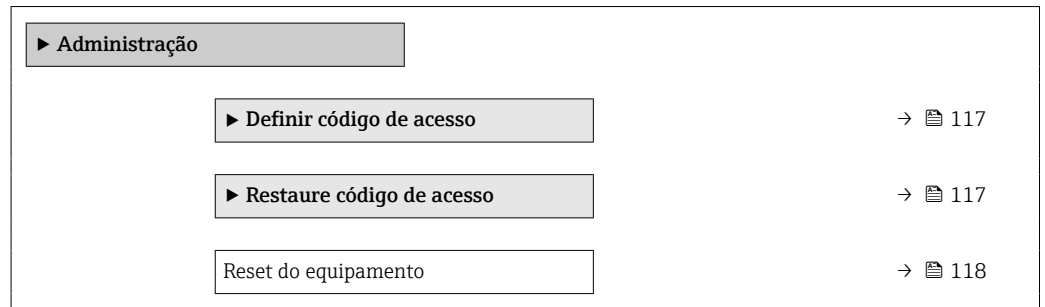 ▶ Administração
▶ Definir código de acesso → 🖺 117
▶ Restaure código de acesso → 🖺 117
Reset do equipamento → 🖺 118